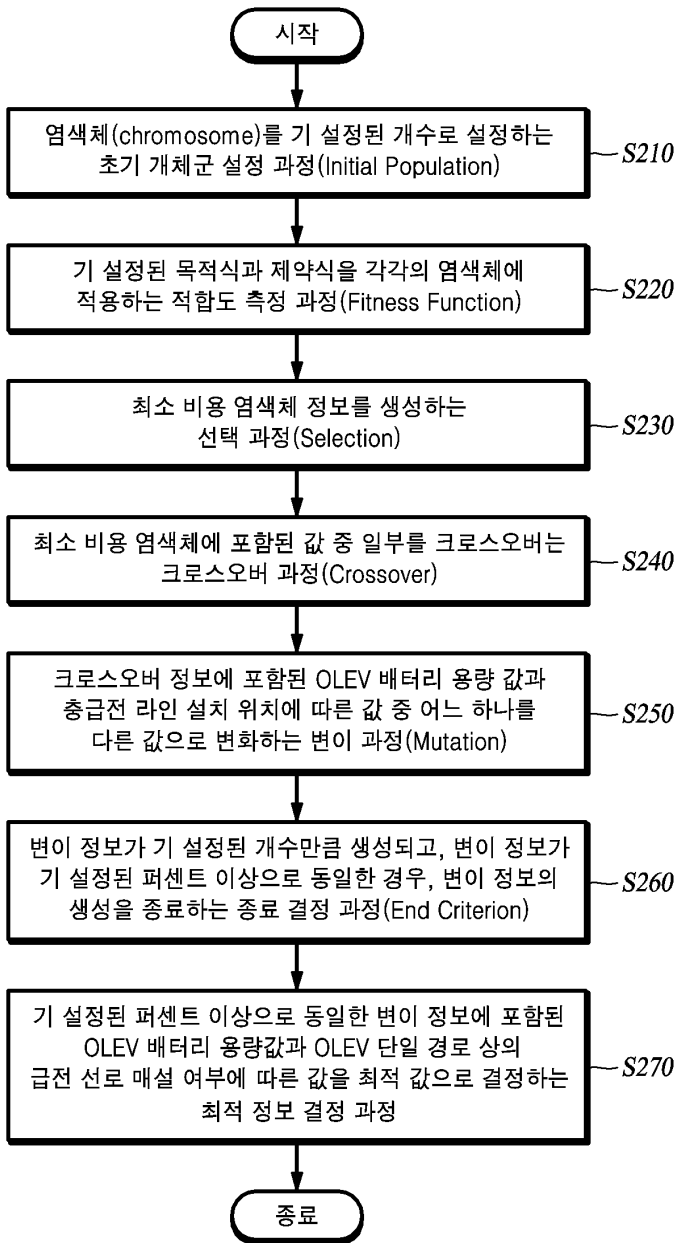 시작
염색체(chromosome)를 기 설정된 개수로 설정하는
초기 개체군 설정 과정(Initial Population)
S210
기 설정된 목적식과 제약식을 각각의 염색체에
적용하는 적합도 측정 과정(Fitness Function)
S220
최소 비용 염색체 정보를 생성하는
선택 과정(Selection)
S230
최소 비용 염색체에 포함된 값 중 일부를 크로스오버는
크로스오버 과정(Crossover)
S240
크로스오버 정보에 포함된 OLEV 배터리 용량 값과
충급전 라인 설치 위치에 따른 값 중 어느 하나를
다른 값으로 변화하는 변이 과정(Mutation)
S250
변이 정보가 기 설정된 개수만큼 생성되고, 변이 정보가
기 설정된 퍼센트 이상으로 동일한 경우, 변이 정보의
생성을 종료하는 종료 결정 과정(End Criterion)
S260
기 설정된 퍼센트 이상으로 동일한 변이 정보에 포함된
OLEV 배터리 용량값과 OLEV 단일 경로 상의
급전 선로 매설 여부에 따른 값을 최적 값으로 결정하는
최적 정보 결정 과정
S270
종료